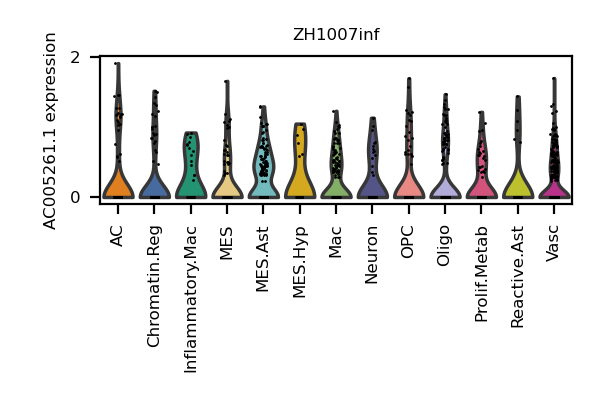 ZH1007inf
AC005261.1 expression
2
0
AC
Chromatin.Reg
Inflammatory.Mac
MES
MES.Ast
MES.Hyp
Mac
Neuron
OPC
Oligo
Prolif.Metab
Reactive.Ast
Vasc